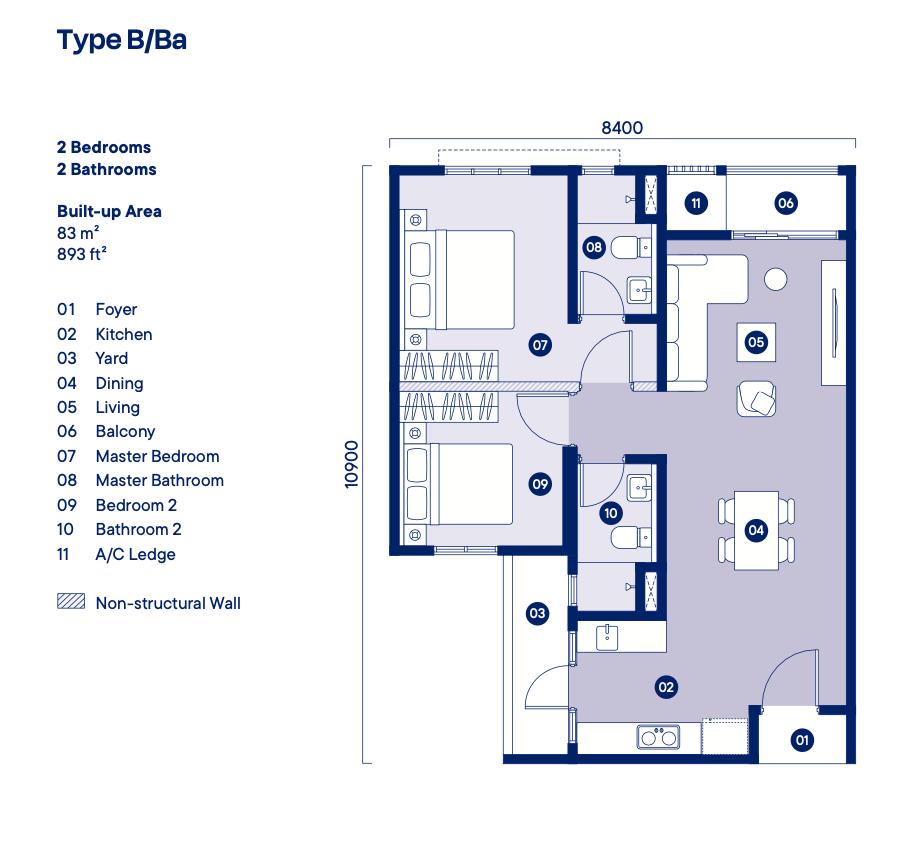 Type B/Ba
2 Bedrooms
2 Bathrooms
Built-up Area
83 m²
893 ft²
01 Foyer
02 Kitchen
03 Yard
04 Dining
05 Living
06 Balcony
07 Master Bedroom
08 Master Bathroom
09 Bedroom 2
10 Bathroom 2
11 A/C Ledge
Non-structural Wall
8400
10900
11
06
08
05
07
09
10
04
03
02
01